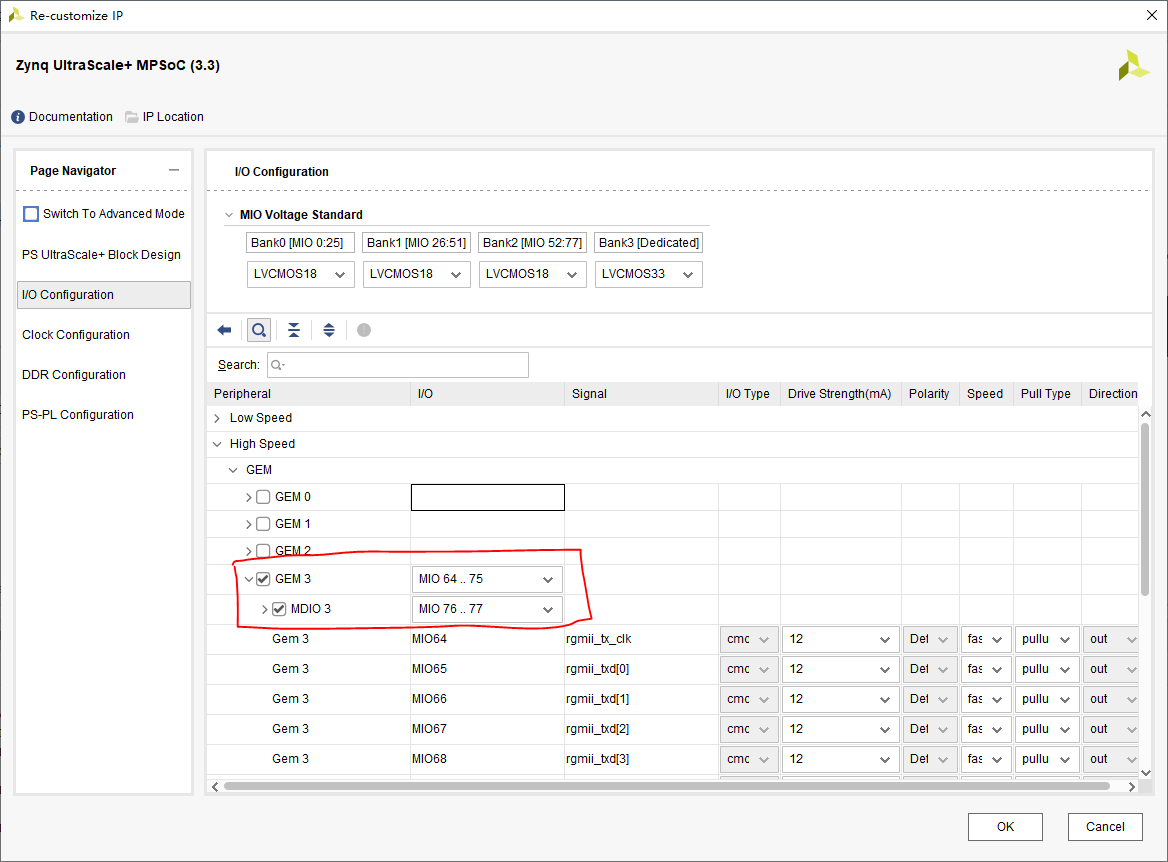 Re-customize IP
Zynq UltraScale+ MPSoC (3.3)
Documentation IP Location
Page Navigator
Switch To Advanced Mode
PS UltraScale+ Block Design
I/O Configuration
Clock Configuration
DDR Configuration
PS-PL Configuration
I/O Configuration
MIO Voltage Standard
Bank0 [MIO 0:25] Bank1 [MIO 26:51] Bank2 [MIO 52:77] Bank3 [Dedicated]
LVCMOS18 LVCMOS18 LVCMOS18 LVCMOS33
Search:
Peripheral I/O Signal I/O Type Drive Strength(mA) Polarity Speed Pull Type Direction
Low Speed
High Speed
GEM
GEM 0
GEM 1
GEM 2
GEM 3 MIO 64 .. 75
MDIO 3 MIO 76 .. 77
Gem 3 MIO64 rgmii_tx_clk cmc 12 Def fas pullu out
Gem 3 MIO65 rgmii_txd[0] cmc 12 Def fas pullu out
Gem 3 MIO66 rgmii_txd[1] cmc 12 Def fas pullu out
Gem 3 MIO67 rgmii_txd[2] cmc 12 Def fas pullu out
Gem 3 MIO68 rgmii_txd[3] cmc 12 Def fas pullu out
OK Cancel